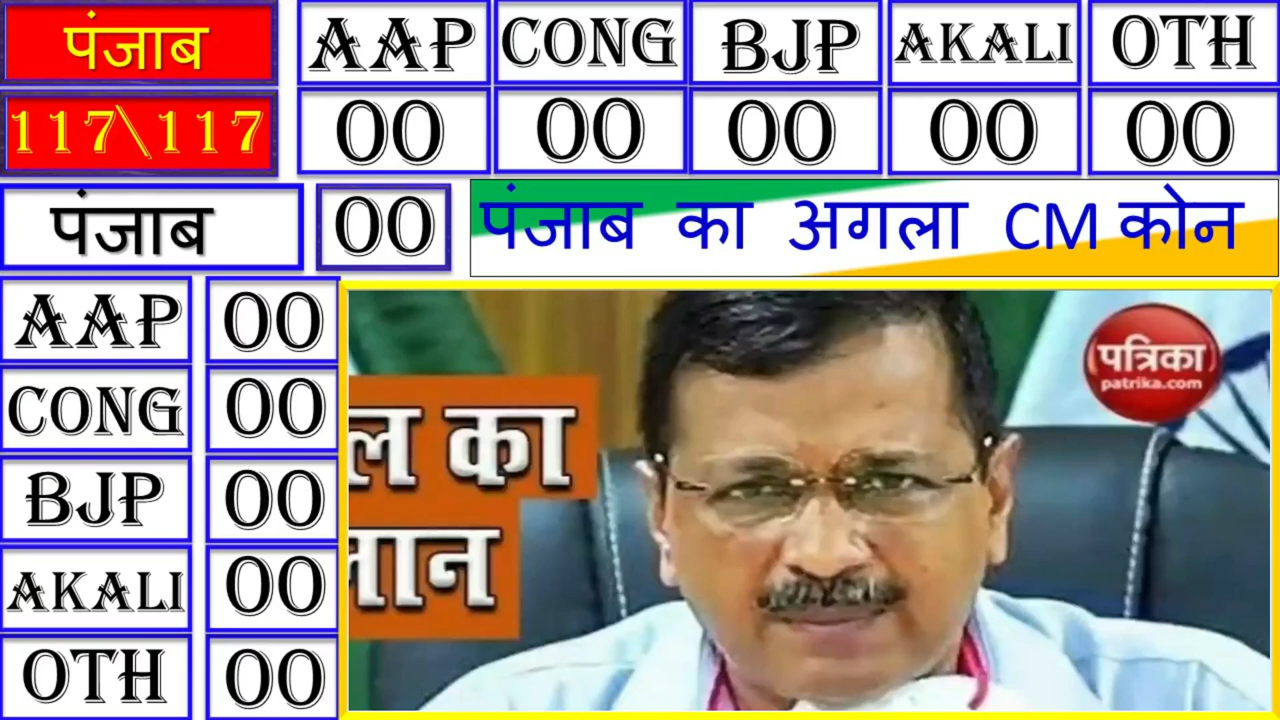 पंजाब AAP CONG BJP AKALI OTH
117\117 00 00 00 00 00
पंजाब 00 पंजाब का अगला CM कोन
AAP 00
CONG 00
BJP 00
AKALI 00
OTH 00
पत्रिका
patrika.com
ल का